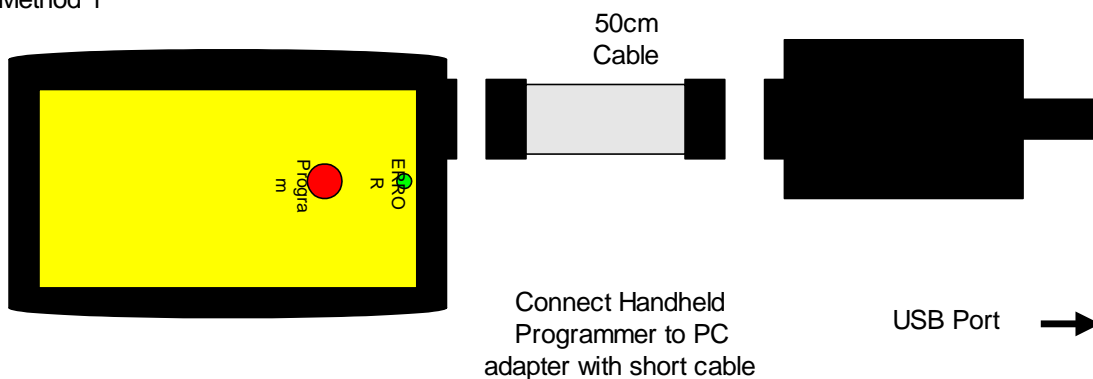 Method 1
50cm
Cable
Progra
m
ERRO
R
Connect Handheld
Programmer to PC
adapter with short cable
USB Port